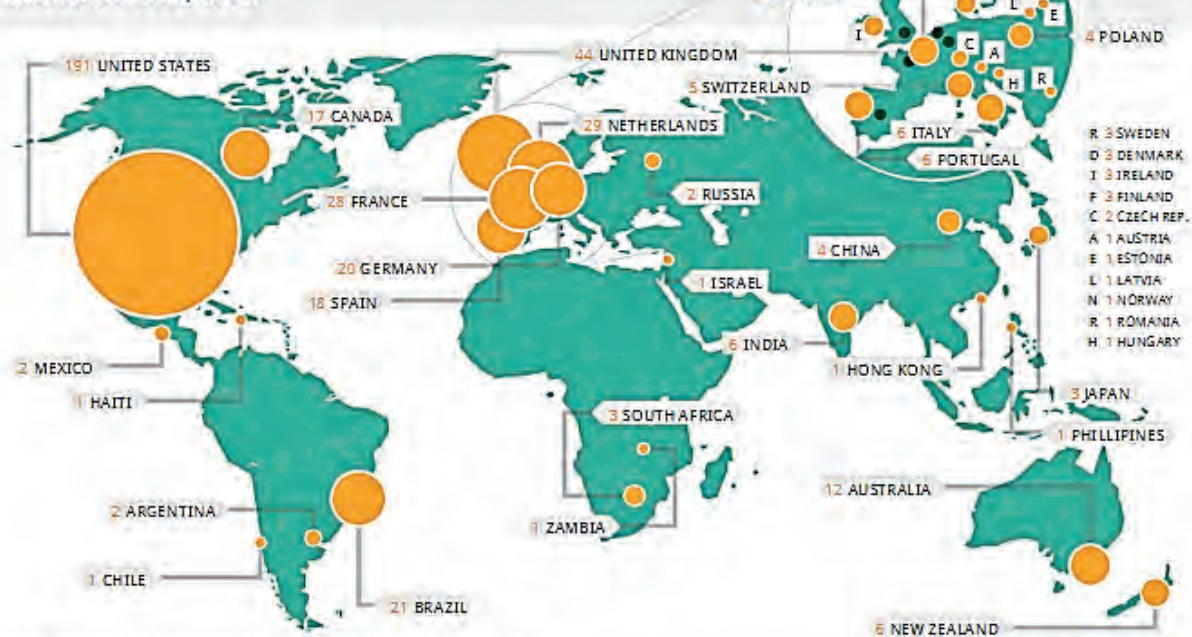 L
E
I
4 POLAND
44 UNITED KINGDOM
C
A
191 UNITED STATES
H
R
5 SWITZERLAND
17 CANADA
29 NETHERLANDS
6 ITALY
R 3 SWEDEN
D 3 DENMARK
I 3 IRELAND
F 3 FINLAND
C 2 CZECH REP.
A 1 AUSTRIA
E 1 ESTONIA
L 1 LATVIA
N 1 NORWAY
R 1 ROMANIA
H 1 HUNGARY
6 PORTUGAL
2 RUSSIA
28 FRANCE
4 CHINA
20 GERMANY
1 ISRAEL
18 SPAIN
6 INDIA
2 MEXICO
1 HONG KONG
1 HAITI
3 JAPAN
3 SOUTH AFRICA
1 PHILLIPINES
12 AUSTRALIA
2 ARGENTINA
1 ZAMBIA
1 CHILE
21 BRAZIL
6 NEW ZEALAND